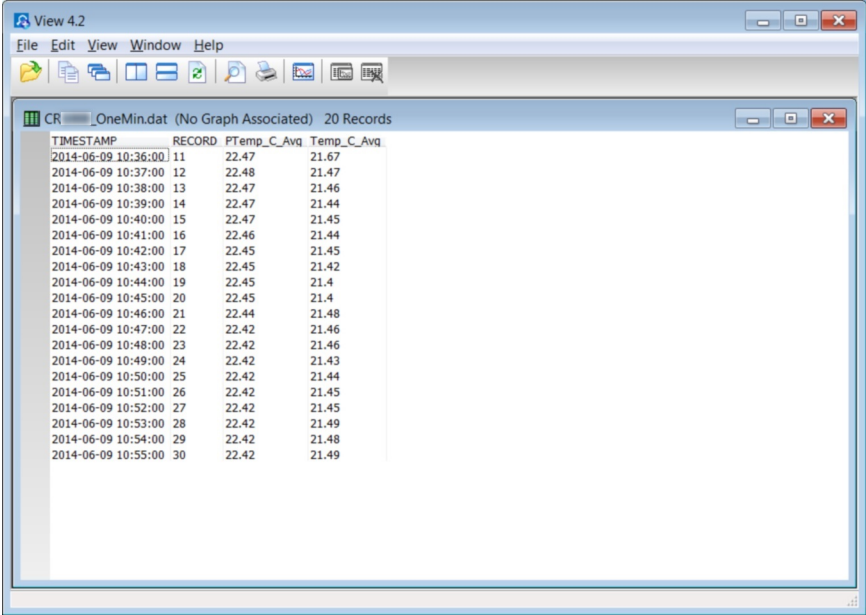 View 4.2
File Edit View Window Help
CR _OneMin.dat (No Graph Associated) 20 Records
TIMESTAMP RECORD PTemp_C_Avg Temp_C_Avg
2014-06-09 10:36:00 11 22.47 21.67
2014-06-09 10:37:00 12 22.48 21.47
2014-06-09 10:38:00 13 22.47 21.46
2014-06-09 10:39:00 14 22.47 21.44
2014-06-09 10:40:00 15 22.47 21.45
2014-06-09 10:41:00 16 22.46 21.44
2014-06-09 10:42:00 17 22.45 21.45
2014-06-09 10:43:00 18 22.45 21.42
2014-06-09 10:44:00 19 22.45 21.4
2014-06-09 10:45:00 20 22.45 21.4
2014-06-09 10:46:00 21 22.44 21.48
2014-06-09 10:47:00 22 22.42 21.46
2014-06-09 10:48:00 23 22.42 21.46
2014-06-09 10:49:00 24 22.42 21.43
2014-06-09 10:50:00 25 22.42 21.44
2014-06-09 10:51:00 26 22.42 21.45
2014-06-09 10:52:00 27 22.42 21.45
2014-06-09 10:53:00 28 22.42 21.49
2014-06-09 10:54:00 29 22.42 21.48
2014-06-09 10:55:00 30 22.42 21.49